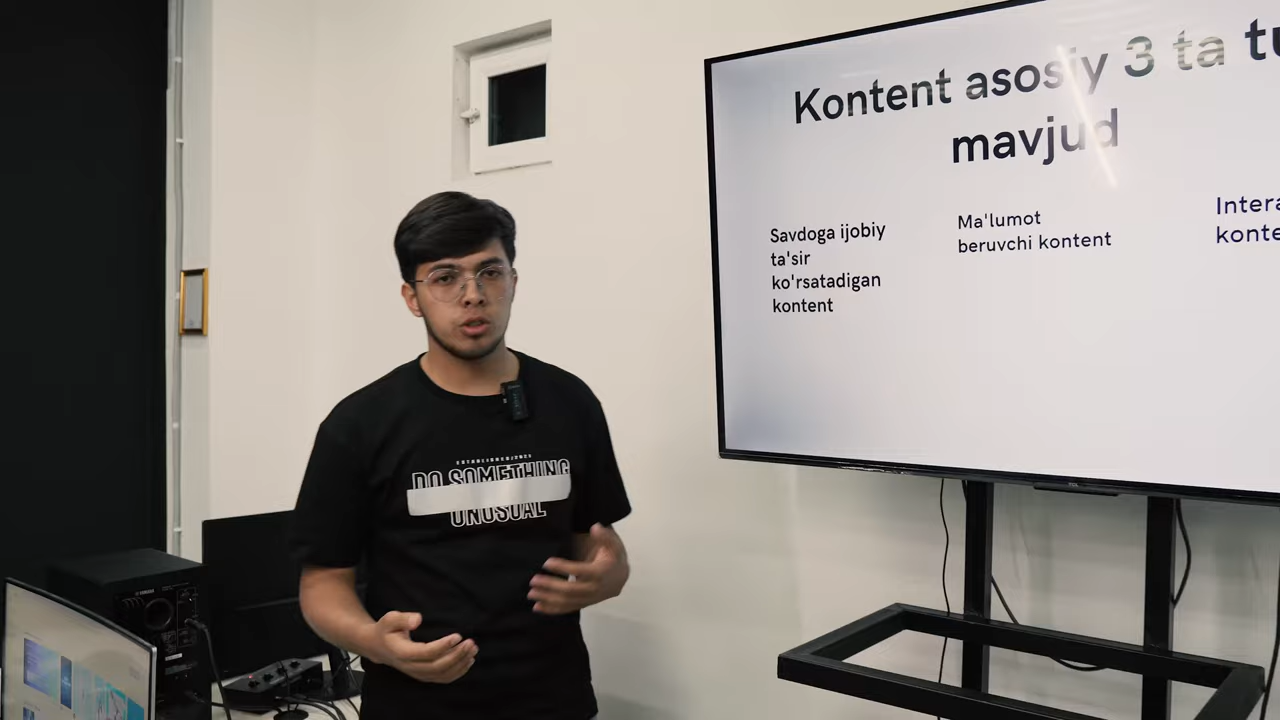 Kontent asosiy 3 ta
mavjud
Savdoga ijobiy
ta'sir
ko'rsatadigan
kontent
Ma'lumot
beruvchi kontent
DO SOMETHING
UNUSUAL
TCL